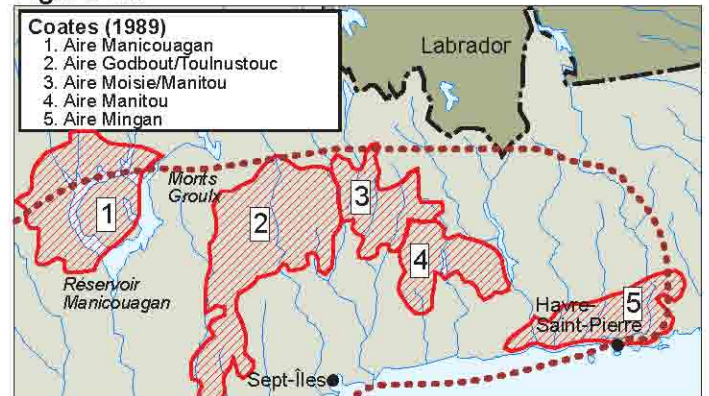 Coates (1989)
1. Aire Manicouagan
2. Aire Godbout/Toulnustouc
3. Aire Moisie/Manitou
4. Aire Manitou
5. Aire Mingan
Labrador
Monts
Groulx
3
1
2
4
Réservoir
Manicouagan
5
Havre-
Saint-Pierre
Sept-Îles